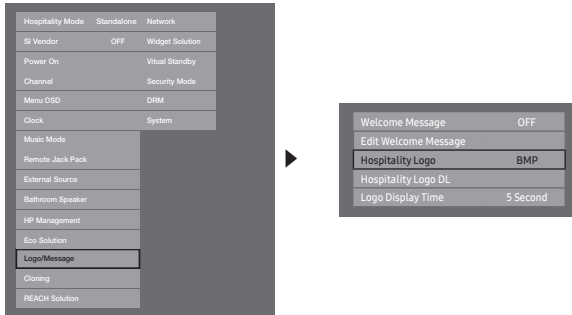 Hospitality Mode Standalone Network
SI Vendor OFF Widget Solution
Power On Vitual Standby
Channel Security Mode
Menu OSD DRM
Clock System
Music Mode
Remote Jack Pack
External Source
Bathroom Speaker
HP Management
Eco Solution
Logo/Message
Cloning
REACH Solution
Welcome Message OFF
Edit Welcome Message
Hospitality Logo BMP
Hospitality Logo DL
Logo Display Time 5 Second